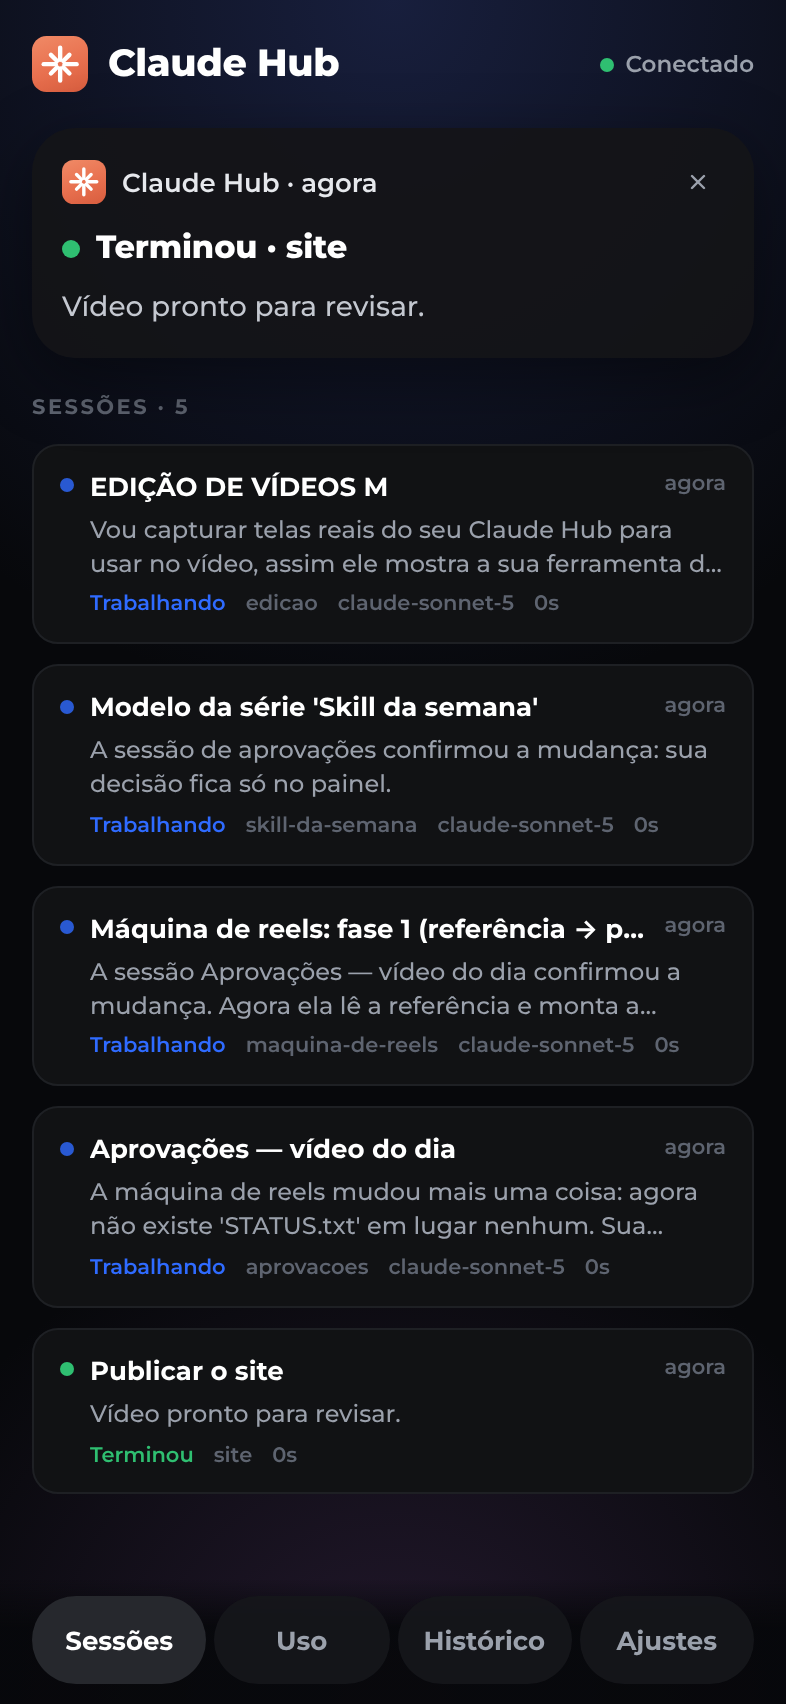 Claude Hub
Conectado
Claude Hub · agora
×
Terminou · site
Vídeo pronto para revisar.
SESSÕES · 5
EDIÇÃO DE VÍDEOS M
agora
Vou capturar telas reais do seu Claude Hub para
usar no vídeo, assim ele mostra a sua ferramenta d…
Trabalhando edicao claude-sonnet-5 0s
Modelo da série 'Skill da semana'
agora
A sessão de aprovações confirmou a mudança: sua
decisão fica só no painel.
Trabalhando skill-da-semana claude-sonnet-5 0s
Máquina de reels: fase 1 (referência → p…
agora
A sessão Aprovações — vídeo do dia confirmou a
mudança. Agora ela lê a referência e monta a…
Trabalhando maquina-de-reels claude-sonnet-5 0s
Aprovações — vídeo do dia
agora
A máquina de reels mudou mais uma coisa: agora
não existe 'STATUS.txt' em lugar nenhum. Sua…
Trabalhando aprovacoes claude-sonnet-5 0s
Publicar o site
agora
Vídeo pronto para revisar.
Terminou site 0s
Sessões
Uso
Histórico
Ajustes